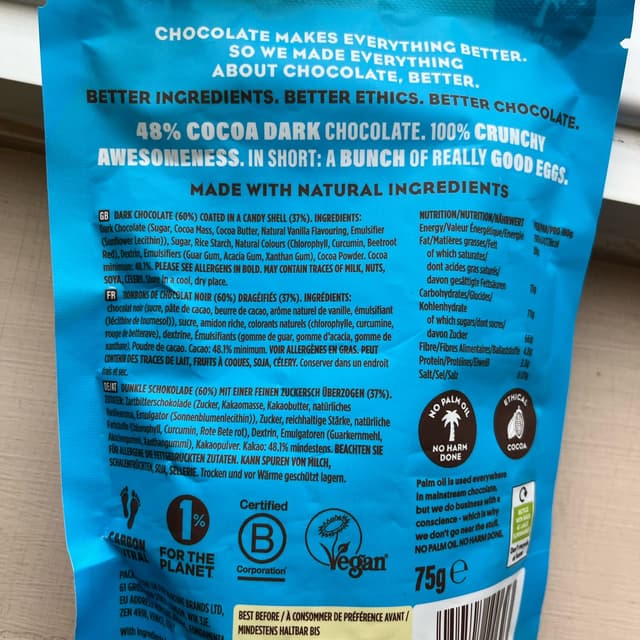 CHOCOLATE MAKES EVERYTHING BETTER.
SO WE MADE EVERYTHING
ABOUT CHOCOLATE, BETTER.
BETTER INGREDIENTS. BETTER ETHICS. BETTER CHOCOLATE.
48% COCOA DARK CHOCOLATE. 100% CRUNCHY
AWESOMENESS. IN SHORT: A BUNCH OF REALLY GOOD EGGS.
MADE WITH NATURAL INGREDIENTS
GB DARK CHOCOLATE (60%) COATED IN A CANDY SHELL (37%). INGREDIENTS:
Dark Chocolate (Sugar, Cocoa Mass, Cocoa Butter, Natural Vanilla Flavouring, Emulsifier
(Sunflower Lecithin)), Sugar, Rice Starch, Natural Colours (Chlorophyll, Curcumin, Beetroot
Red), Dextrin, Emulsifiers (Guar Gum, Acacia Gum, Xanthan Gum), Cocoa Powder. Cocoa
minimum: 48.1%. PLEASE SEE ALLERGENS IN BOLD. MAY CONTAIN TRACES OF MILK, NUTS,
SOYA, CELERY. Store in a cool, dry place.
FR BONBONS DE CHOCOLAT NOIR (60%) DRAGÉIFIÉS (37%). INGRÉDIENTS:
chocolat noir (sucre, pâte de cacao, beurre de cacao, arôme naturel de vanille, émulsifiant
(lécithine de tournesol)), sucre, amidon riche, colorants naturels (chlorophylle, curcumine,
rouge de betterave), dextrine, Émulsifiants (gomme de guar, gomme d'acacia, gomme de
xanthane), Poudre de cacao. Cacao: 48.1% minimum. VOIR ALLERGÈNES EN GRAS. PEUT
CONTENIR DES TRACES DE LAIT, FRUITS À COQUES, SOJA, CÉLERY. Conserver dans un endroit
frais et sec.
DE/AT DUNKLE SCHOKOLADE (60%) MIT EINER FEINEN ZUCKERSCH ÜBERZOGEN (37%).
ZUTATEN: Zartbitterschokolade (Zucker, Kakaomasse, Kakaobutter, natürliches
Emulgator (Sonnenblumenlecithin)), Zucker, reichhaltige Stärke, natürliche
(Chlorophyll, Curcumin, Rote Bete rot), Dextrin, Emulgatoren (Guarkernmehl,
Xanthangummi), Kakaopulver. Kakao: 48,1% mindestens. BEACHTEN SIE
FÜR ALLERGENE DIE FETTGEDRUCKTEN ZUTATEN. KANN SPUREN VON MILCH,
SCHALENFRÜCHTEN, SOJA, SELLERIE. Trocken und vor Wärme geschützt lagern.
NUTRITION/NUTRITION/NÄHRWERT
Energy/Valeur Énergétique/Energie
Fat/Matières grasses/Fett
of which saturates/
dont acides gras saturés/
davon gesättigte Fettsäuren
Carbohydrates/Glucides/
Kohlenhydrate
of which sugars/dont sucres/
davon Zucker
Fibre/Fibres Alimentaires/Ballaststoffe
Protein/Protéines/Eiweiß
Salt/Sel/Salz
NO PALM OIL
NO HARM
DONE
ETHICAL
COCOA
Palm oil is used everywhere
in mainstream chocolate,
but we do business with a
conscience - which is why
we don't go near the stuff.
NO PALM OIL. NO HARM DONE.
CARBON
NEUTRAL
1%
FOR THE
PLANET
Certified
B
Corporation
Vegan
75g e
BRANDS LTD,
EU ADDRESS
BEST BEFORE / À CONSOMMER DE PRÉFÉRENCE AVANT /
MINDESTENS HALTBAR BIS